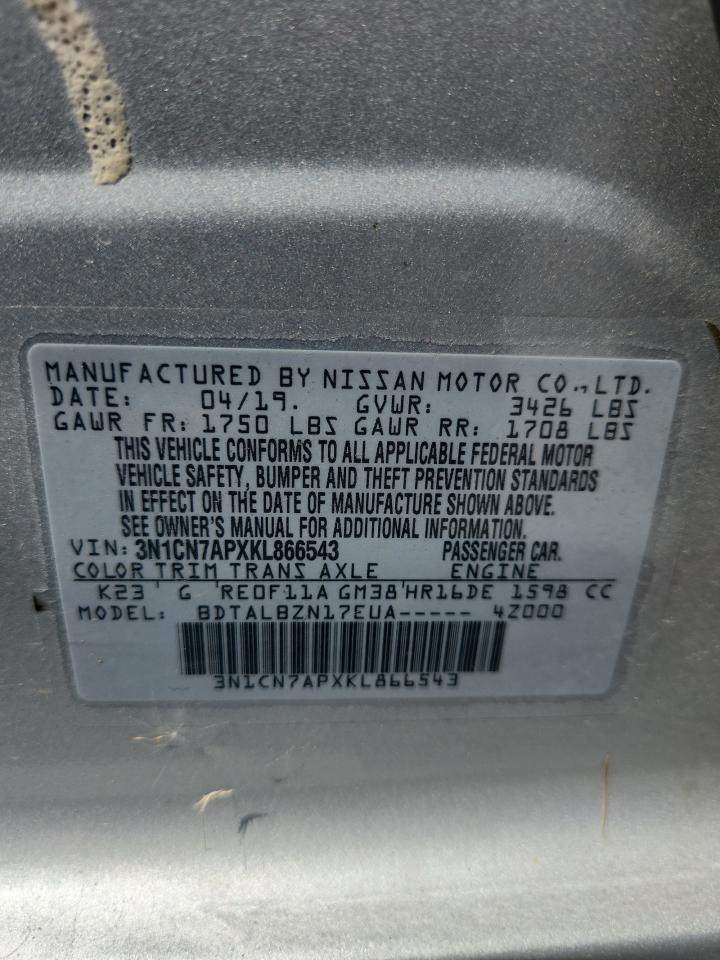 MANUFACTURED BY NISSAN MOTOR CO.,LTD.
DATE: 04/19. GVWR: 3426 LBS
GAWR FR: 1750 LBS GAWR RR: 1708 LBS
THIS VEHICLE CONFORMS TO ALL APPLICABLE FEDERAL MOTOR
VEHICLE SAFETY, BUMPER AND THEFT PREVENTION STANDARDS
IN EFFECT ON THE DATE OF MANUFACTURE SHOWN ABOVE.
SEE OWNER'S MANUAL FOR ADDITIONAL INFORMATION.
VIN: 3N1CN7APXKL866543 PASSENGER CAR.
COLOR TRIM TRANS AXLE ENGINE
K23 ' G 'RE0F11A GM38'HR16DE 1598 CC
MODEL: BDTALBZN17EUA----- 4Z000
3N1CN7APXKL866543